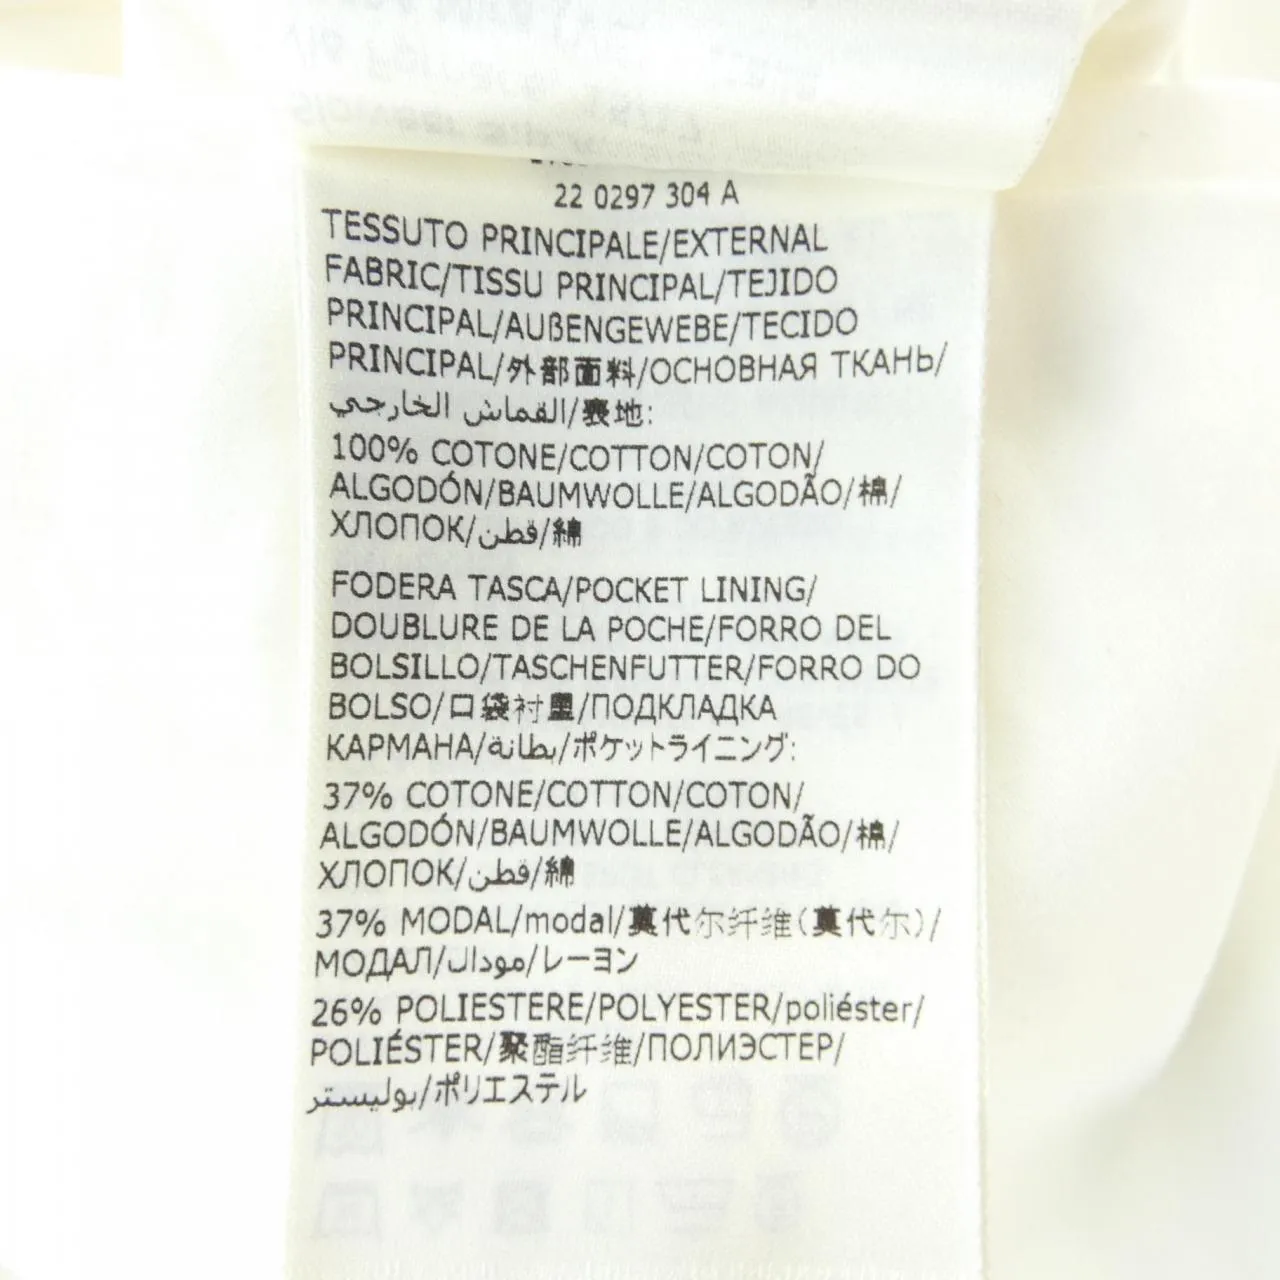 22 0297 304 A
TESSUTO PRINCIPALE/EXTERNAL
FABRIC/TISSU PRINCIPAL/TEJIDO
PRINCIPAL/AUßENGEWEBE/TECIDO
PRINCIPAL/外部面料/ОСНОВНАЯ ТКАНЬ/
القماش الخارجي/表地:
100% COTONE/COTTON/COTON/
ALGODÓN/BAUMWOLLE/ALGODÃO/棉/
ХЛОПОК/قطن/綿
FODERA TASCA/POCKET LINING/
DOUBLURE DE LA POCHE/FORRO DEL
BOLSILLO/TASCHENFUTTER/FORRO DO
BOLSO/口袋衬里/ПОДКЛАДКА
КАРМАНА/بطانة/ポケットライニング:
37% COTONE/COTTON/COTON/
ALGODÓN/BAUMWOLLE/ALGODÃO/棉/
ХЛОПОК/قطن/綿
37% MODAL/modal/莫代尔纤维(莫代尔)/
МОДАЛ/مودال/レーヨン
26% POLIESTERE/POLYESTER/poliéster/
POLIÉSTER/聚酯纤维/ПОЛИЭСТЕР/
بوليستر/ポリエステル